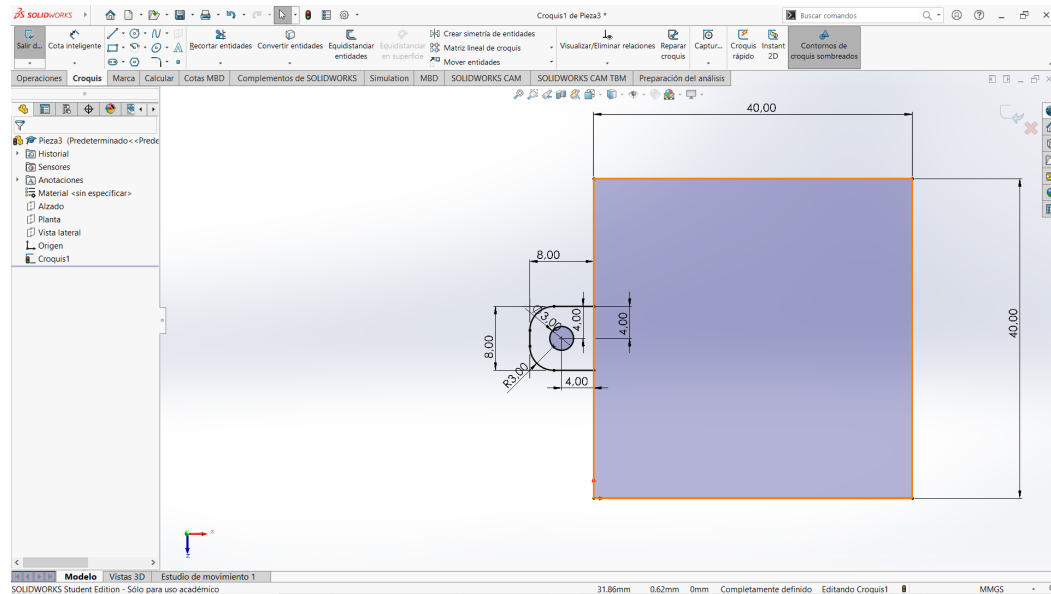 SOLIDWORKS
Croquis1 de Pieza3 *
Buscar comandos
Salir d...
Cota inteligente
Recortar entidades
Convertir entidades
Equidistanciar entidades
Equidistanciar en superficie
Crear simetría de entidades
Matriz lineal de croquis
Mover entidades
Visualizar/Eliminar relaciones
Reparar croquis
Captur...
Croquis rápido
Instant 2D
Contornos de croquis sombreados
Operaciones Croquis Marca Calcular Cotas MBD Complementos de SOLIDWORKS Simulation MBD SOLIDWORKS CAM SOLIDWORKS CAM TBM Preparación del análisis
Pieza3 (Predeterminado<<Prede
Historial
Sensores
Anotaciones
Material <sin especificar>
Alzado
Planta
Vista lateral
Origen
Croquis1
40,00
8,00
∅3,00
4,00
4,00
8,00
R3,00
4,00
40,00
x
z
Modelo Vistas 3D Estudio de movimiento 1
SOLIDWORKS Student Edition - Sólo para uso académico
31.86mm 0.62mm 0mm Completamente definido Editando Croquis1 MMGS